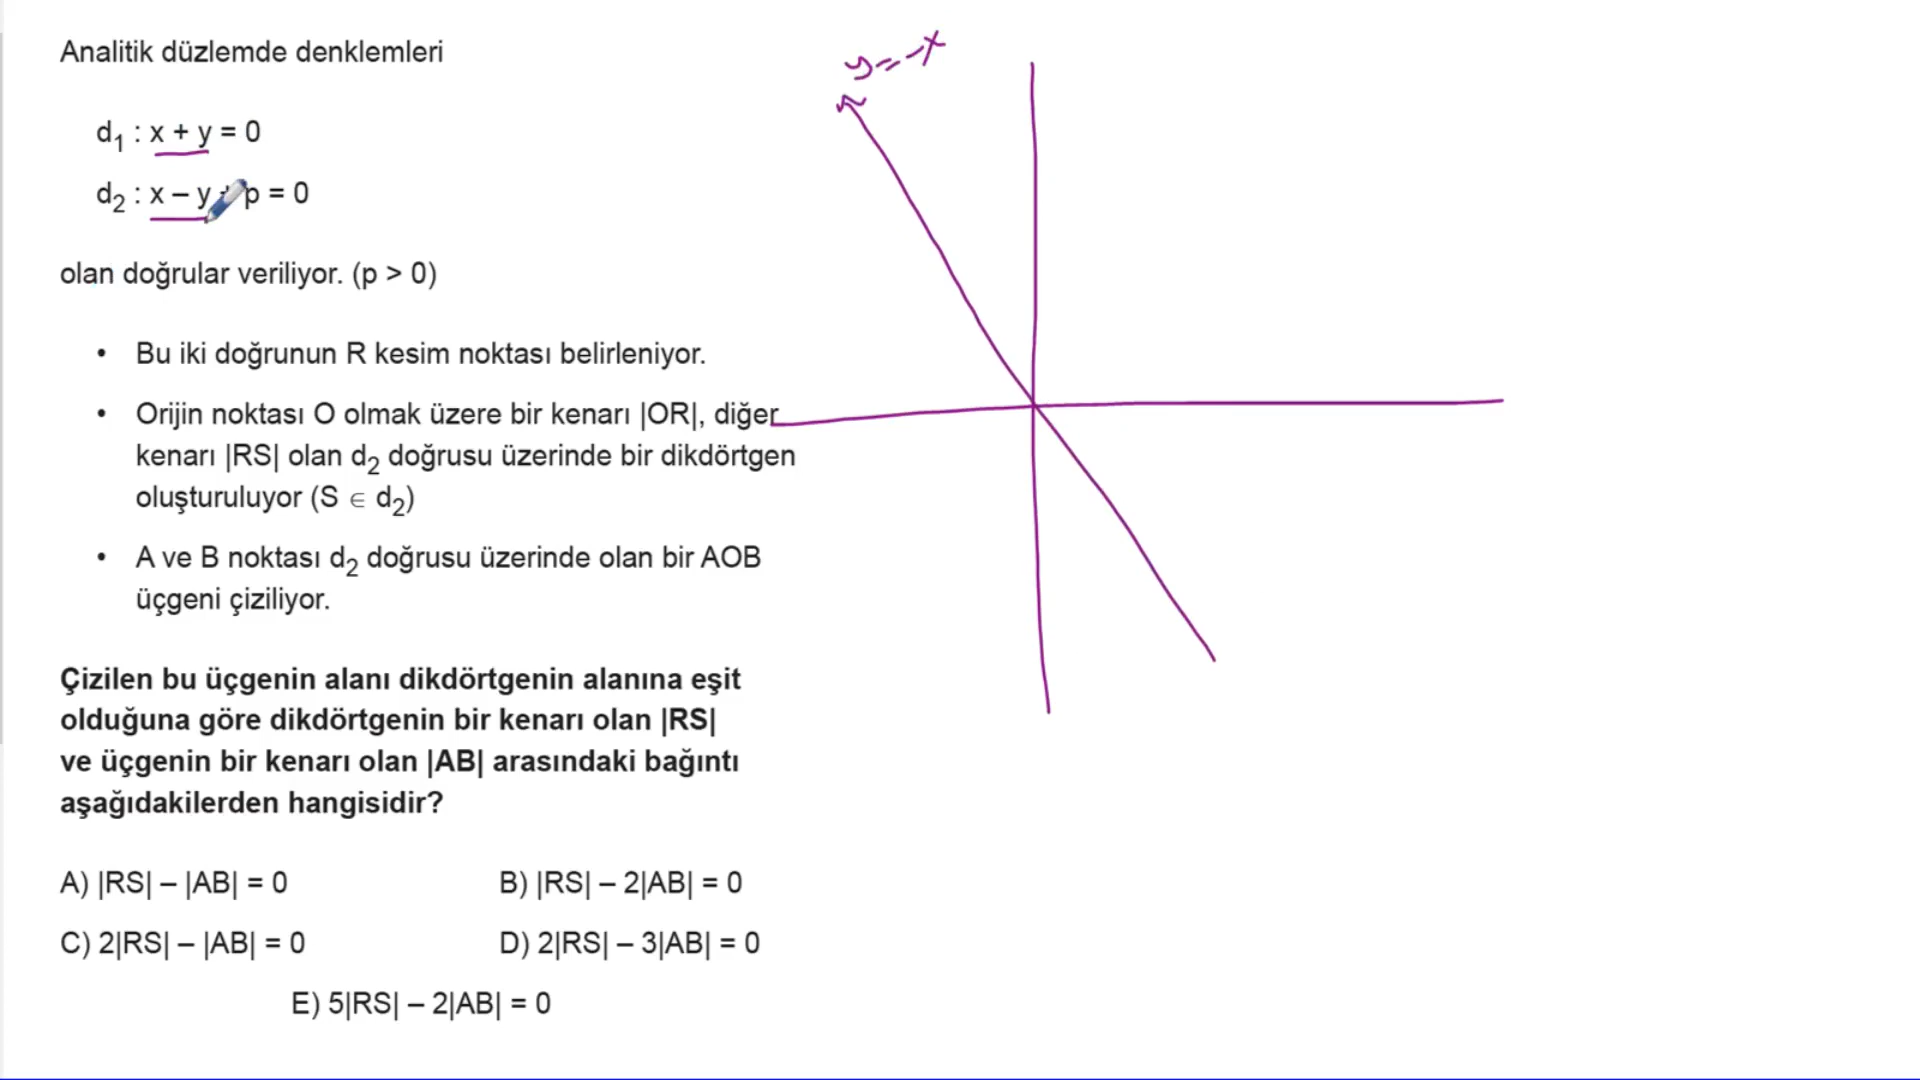 Analitik düzlemde denklemleri
d₁ : x + y = 0
d₂ : x – y + p = 0
olan doğrular veriliyor. (p > 0)
• Bu iki doğrunun R kesim noktası belirleniyor.
• Orijin noktası O olmak üzere bir kenarı |OR|, diğer
kenarı |RS| olan d₂ doğrusu üzerinde bir dikdörtgen
oluşturuluyor (S ∈ d₂)
• A ve B noktası d₂ doğrusu üzerinde olan bir AOB
üçgeni çiziliyor.
Çizilen bu üçgenin alanı dikdörtgenin alanına eşit
olduğuna göre dikdörtgenin bir kenarı olan |RS|
ve üçgenin bir kenarı olan |AB| arasındaki bağıntı
aşağıdakilerden hangisidir?
A) |RS| – |AB| = 0
B) |RS| – 2|AB| = 0
C) 2|RS| – |AB| = 0
D) 2|RS| – 3|AB| = 0
E) 5|RS| – 2|AB| = 0
y=-x